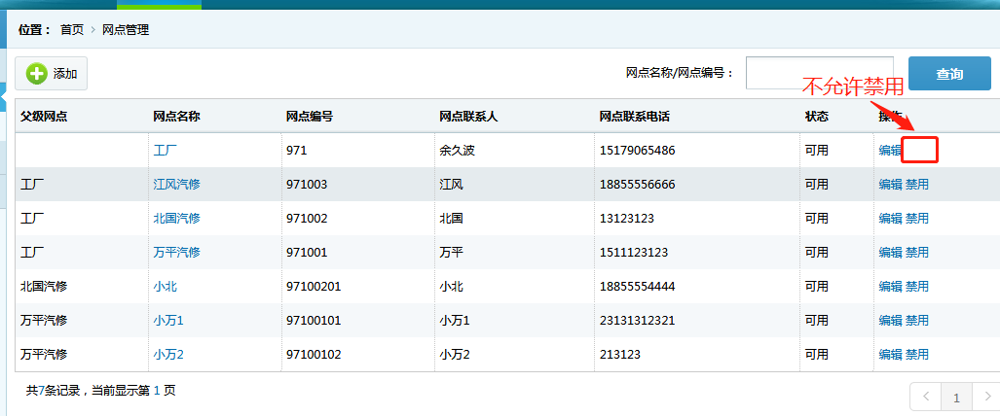 位置： 首页 > 网点管理
添加 网点名称/网点编号： 查询
不允许禁用
父级网点 网点名称 网点编号 网点联系人 网点联系电话 状态 操作
工厂 971 余久波 15179065486 可用 编辑
工厂 江风汽修 971003 江风 18855556666 可用 编辑 禁用
工厂 北国汽修 971002 北国 13123123 可用 编辑 禁用
工厂 万平汽修 971001 万平 1511123123 可用 编辑 禁用
北国汽修 小北 97100201 小北 18855554444 可用 编辑 禁用
万平汽修 小万1 97100101 小万1 23131312321 可用 编辑 禁用
万平汽修 小万2 97100102 小万2 213123 可用 编辑 禁用
共7条记录，当前显示第 1 页
< 1 >